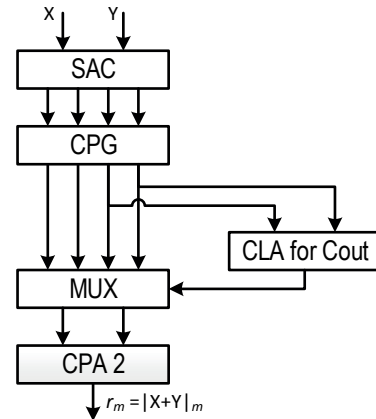 X Y
SAC
CPG
CLA for Cout
MUX
CPA 2
r_m = |X+Y|_m